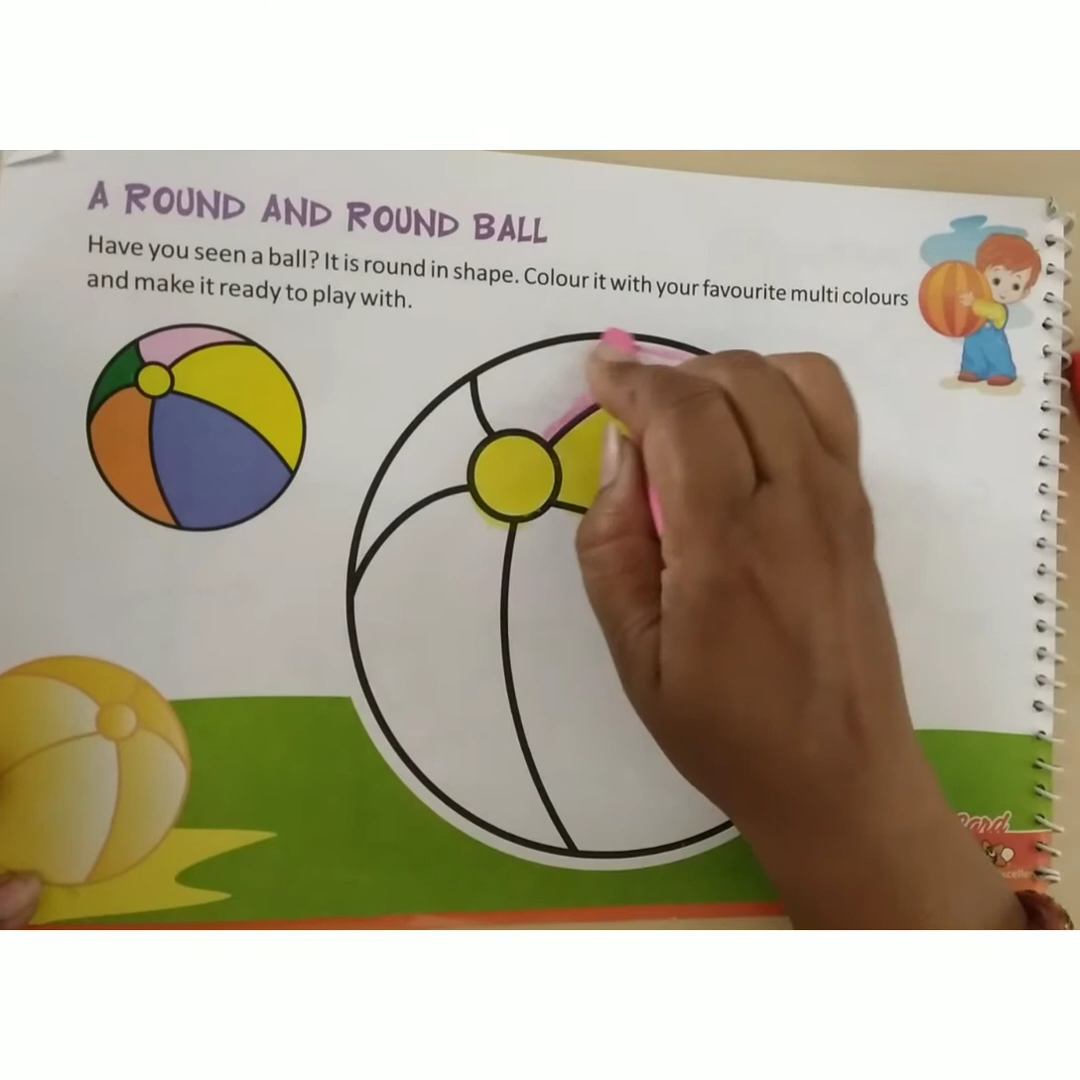 A ROUND AND ROUND BALL
Have you seen a ball? It is round in shape. Colour it with your favourite multi colours
and make it ready to play with.